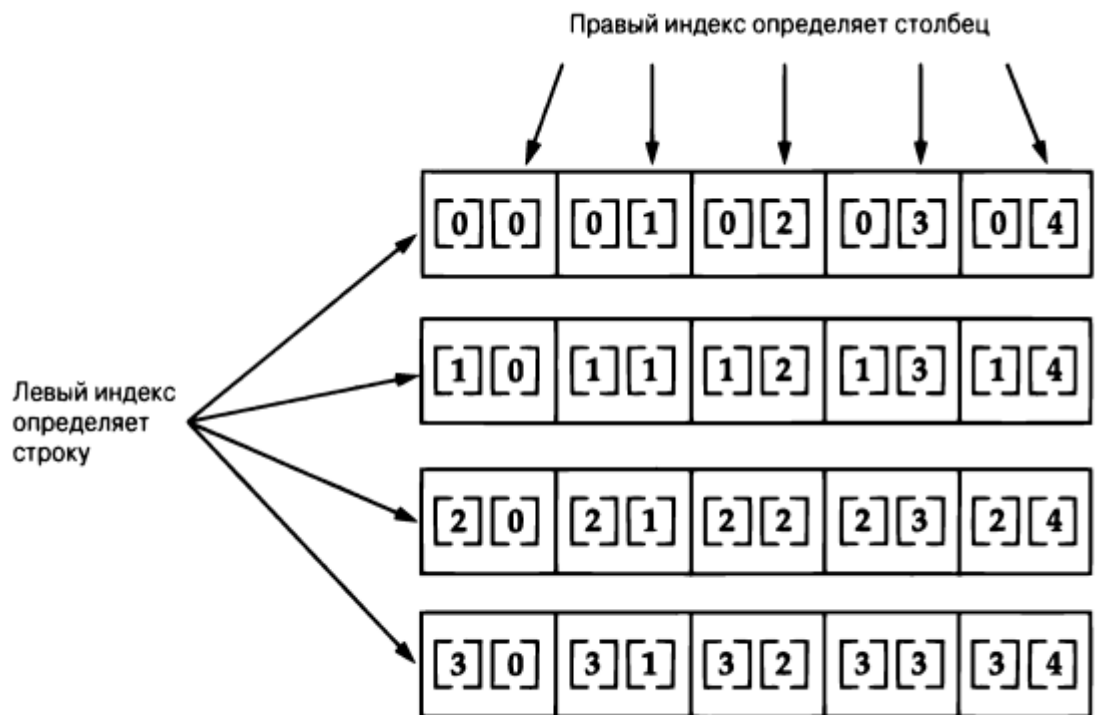 Правый индекс определяет столбец
[0][0] [0][1] [0][2] [0][3] [0][4]
[1][0] [1][1] [1][2] [1][3] [1][4]
Левый индекс
определяет
строку
[2][0] [2][1] [2][2] [2][3] [2][4]
[3][0] [3][1] [3][2] [3][3] [3][4]